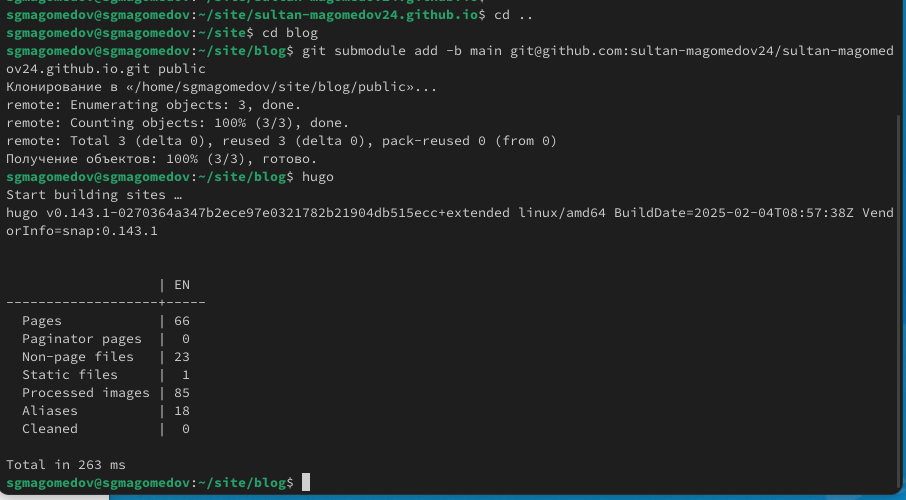 sgmagomedov@sgmagomedov:~/site/sultan-magomedov24.github.io$ cd ..
sgmagomedov@sgmagomedov:~/site$ cd blog
sgmagomedov@sgmagomedov:~/site/blog$ git submodule add -b main git@github.com:sultan-magomedov24/sultan-magomed
ov24.github.io.git public
Клонирование в «/home/sgmagomedov/site/blog/public»...
remote: Enumerating objects: 3, done.
remote: Counting objects: 100% (3/3), done.
remote: Total 3 (delta 0), reused 3 (delta 0), pack-reused 0 (from 0)
Получение объектов: 100% (3/3), готово.
sgmagomedov@sgmagomedov:~/site/blog$ hugo
Start building sites …
hugo v0.143.1-0270364a347b2ece97e0321782b21904db515ecc+extended linux/amd64 BuildDate=2025-02-04T08:57:38Z Vend
orInfo=snap:0.143.1
                   | EN
-------------------+-----
  Pages            | 66
  Paginator pages  |  0
  Non-page files   | 23
  Static files     |  1
  Processed images | 85
  Aliases          | 18
  Cleaned          |  0
Total in 263 ms
sgmagomedov@sgmagomedov:~/site/blog$